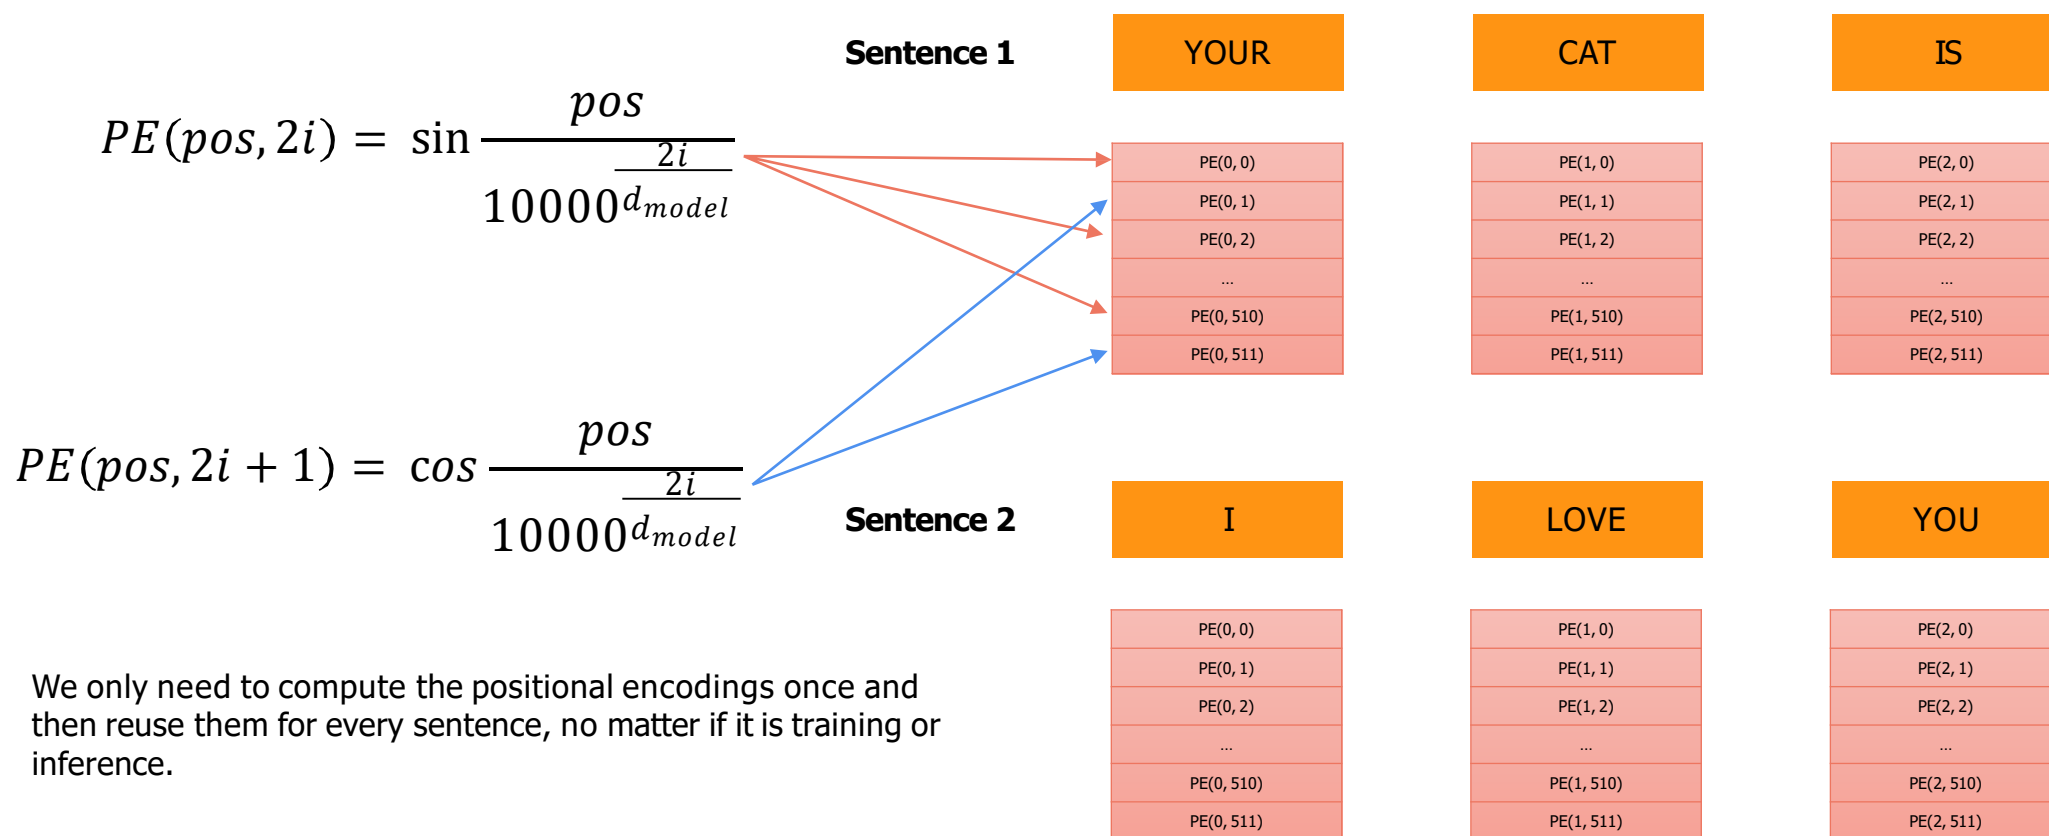 Sentence 1 YOUR CAT IS
PE(pos, 2i) = sin pos / 10000^(2i / d_model)
PE(0, 0) PE(1, 0) PE(2, 0)
PE(0, 1) PE(1, 1) PE(2, 1)
PE(0, 2) PE(1, 2) PE(2, 2)
... ... ...
PE(0, 510) PE(1, 510) PE(2, 510)
PE(0, 511) PE(1, 511) PE(2, 511)
PE(pos, 2i + 1) = cos pos / 10000^(2i / d_model)
Sentence 2 I LOVE YOU
PE(0, 0) PE(1, 0) PE(2, 0)
PE(0, 1) PE(1, 1) PE(2, 1)
PE(0, 2) PE(1, 2) PE(2, 2)
... ... ...
PE(0, 510) PE(1, 510) PE(2, 510)
PE(0, 511) PE(1, 511) PE(2, 511)
We only need to compute the positional encodings once and
then reuse them for every sentence, no matter if it is training or
inference.